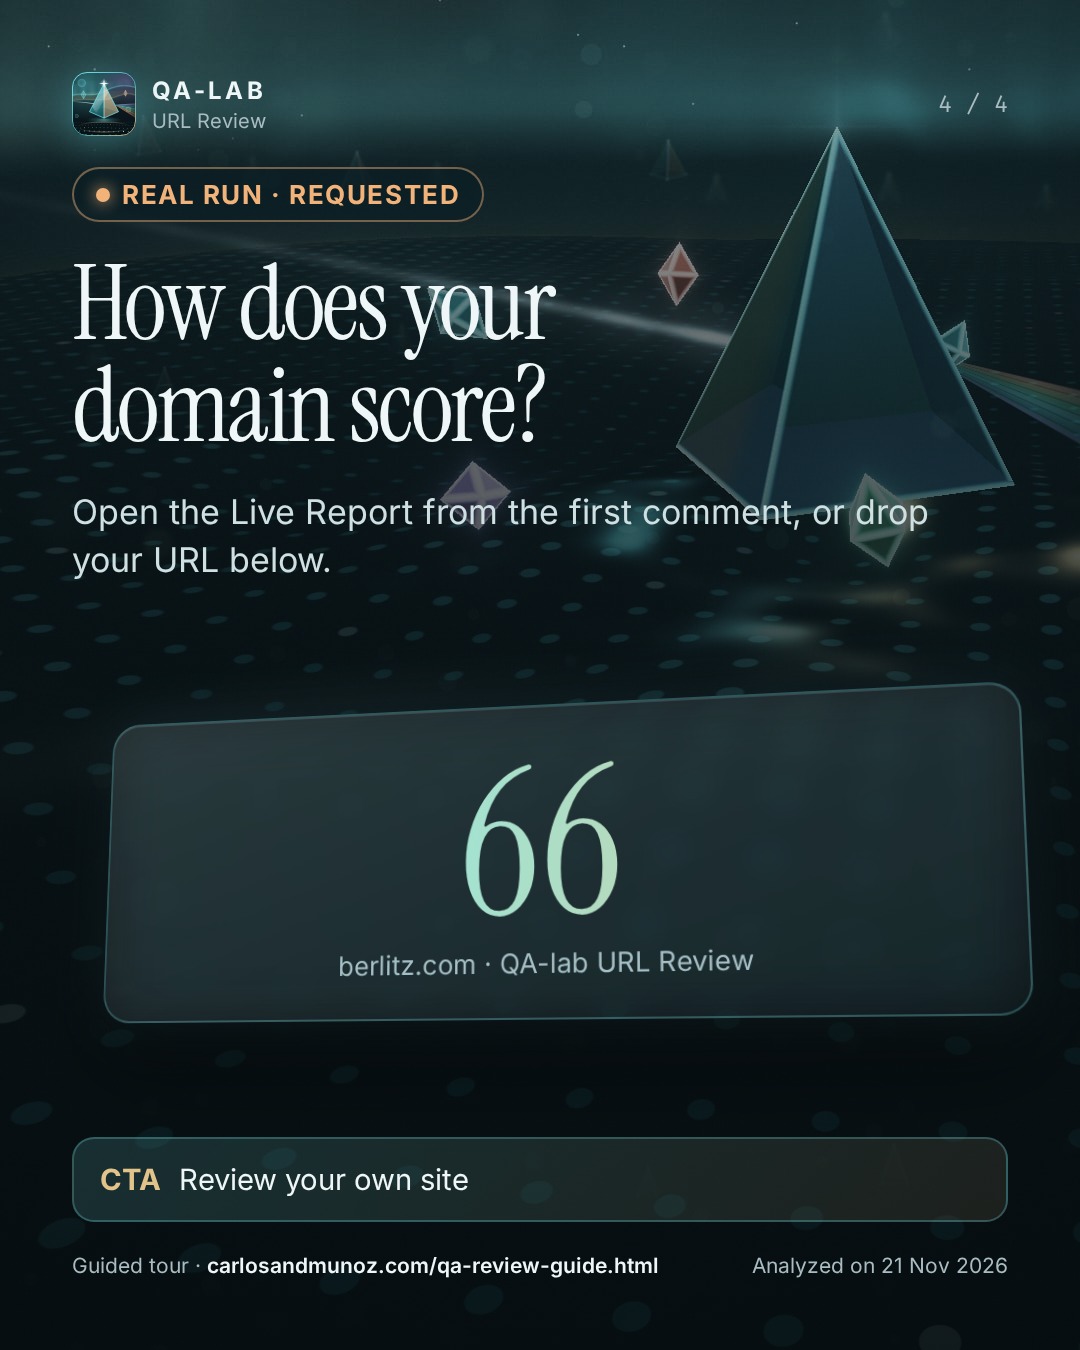 QA-LAB
URL Review
4 / 4
REAL RUN · REQUESTED
How does your
domain score?
Open the Live Report from the first comment, or drop
your URL below.
66
berlitz.com · QA-lab URL Review
CTA Review your own site
Guided tour · carlosandmunoz.com/qa-review-guide.html
Analyzed on 21 Nov 2026